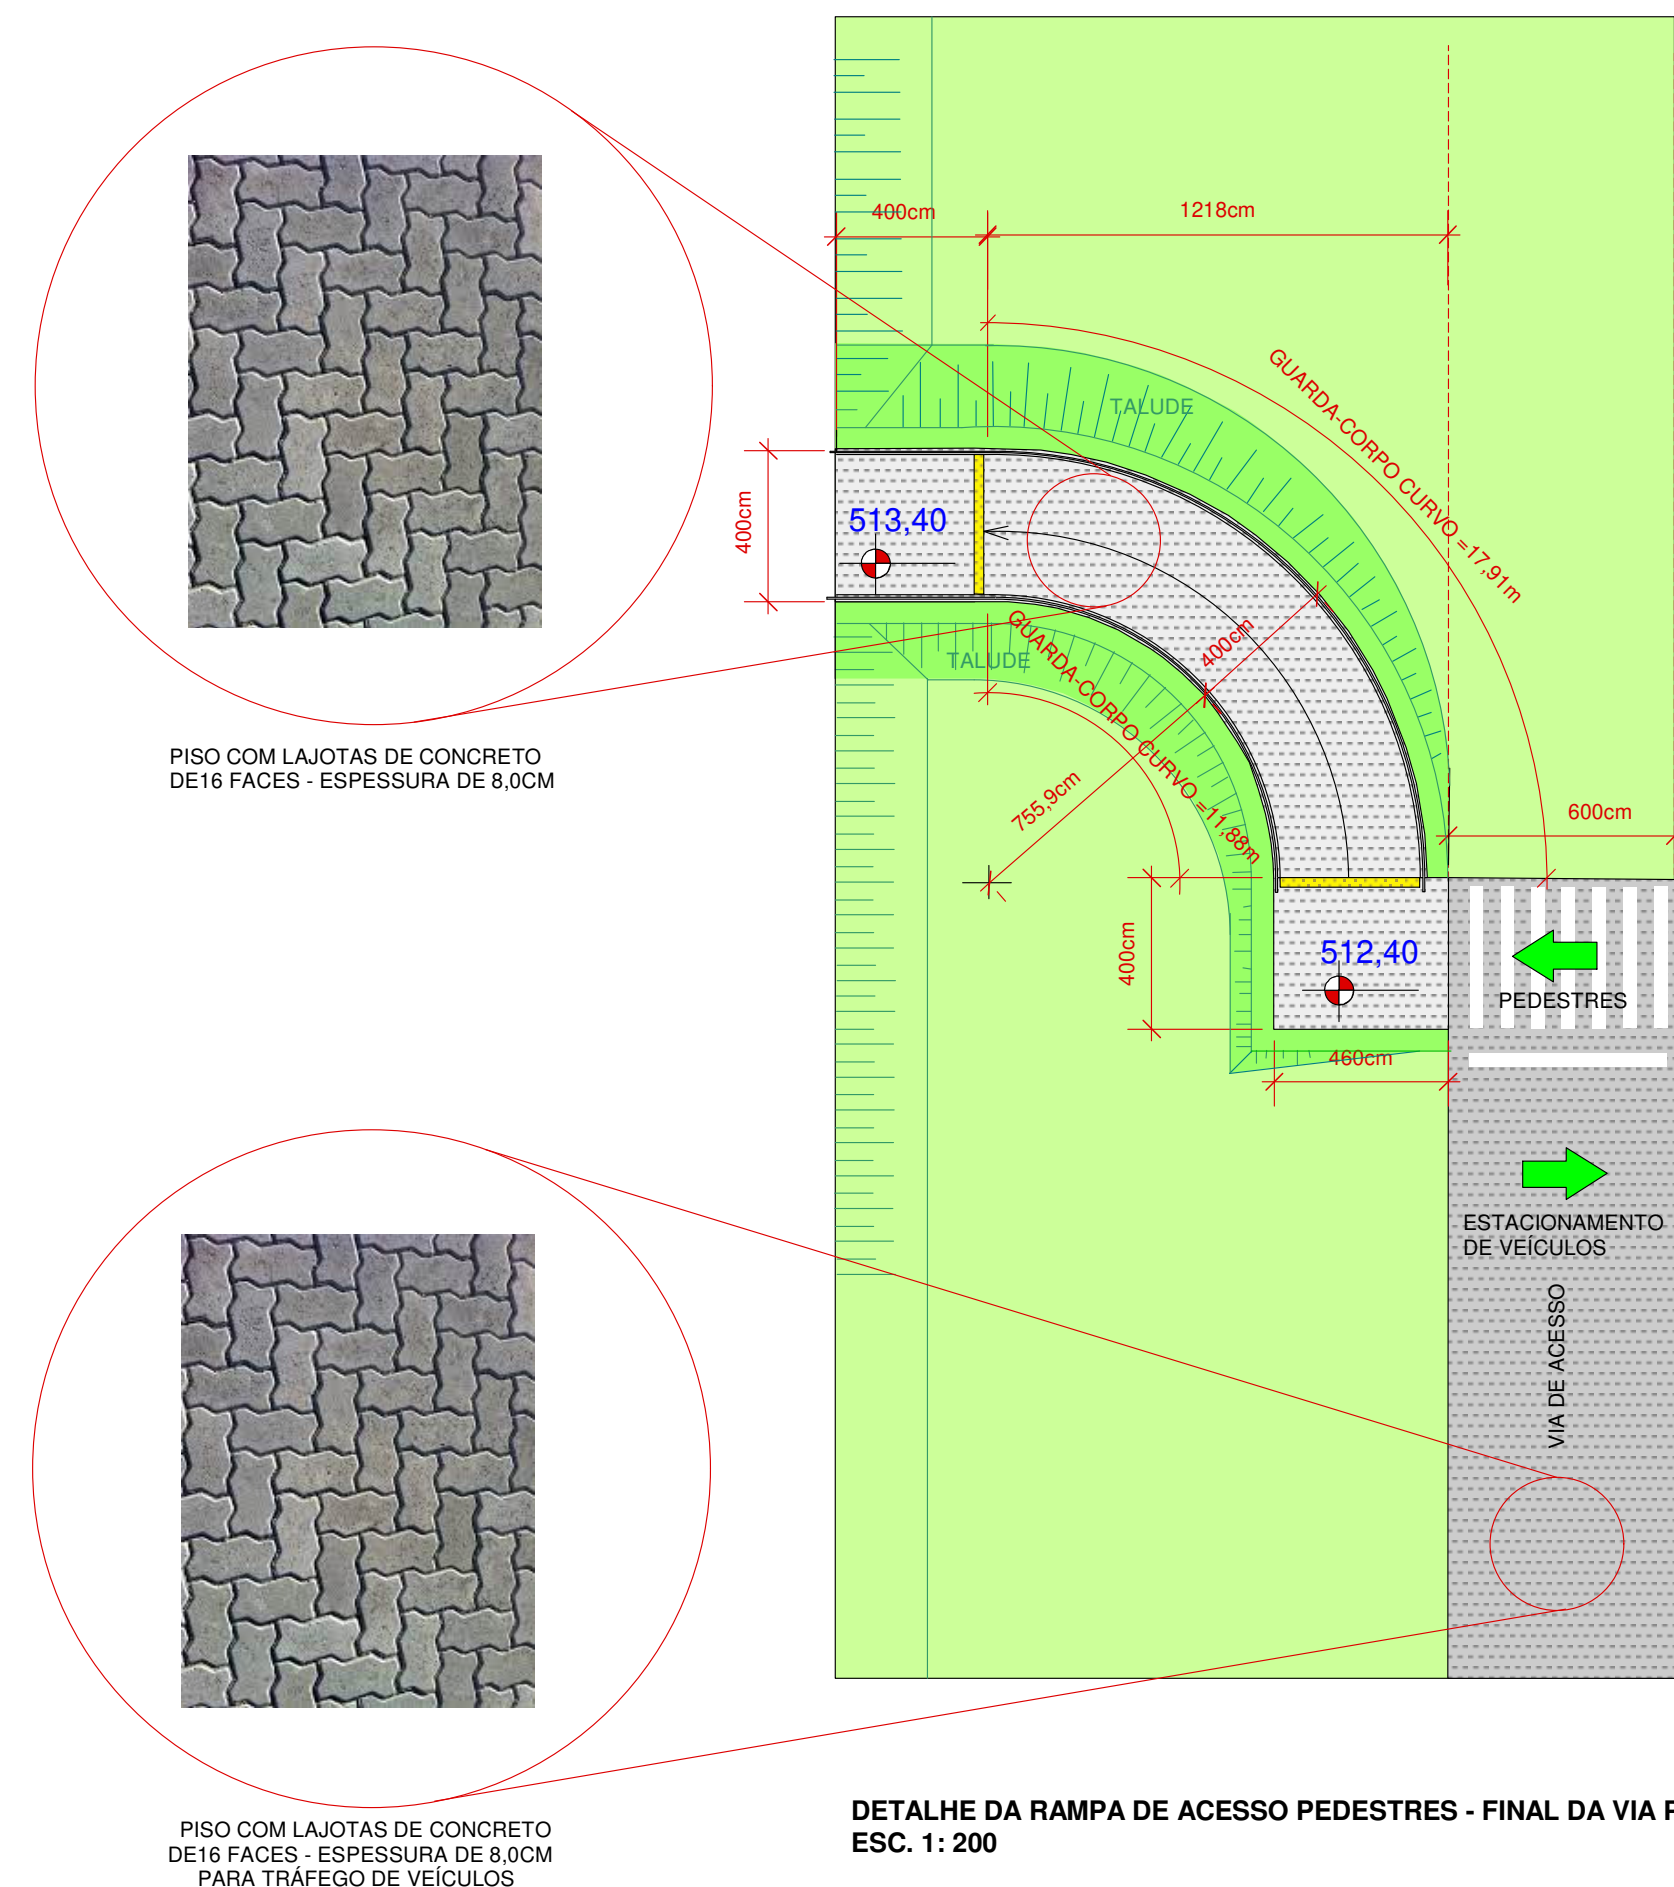 400cm
1218cm
GUARDA-CORPO CURVO =17,91m
TALUDE
400cm
513,40
400cm
TALUDE
GUARDA-CORPO CURVO =11,88m
755,9cm
600cm
PISO COM LAJOTAS DE CONCRETO
DE16 FACES - ESPESSURA DE 8,0CM
400cm
512,40
PEDESTRES
460cm
ESTACIONAMENTO
DE VEÍCULOS
VIA DE ACESSO
PISO COM LAJOTAS DE CONCRETO
DE16 FACES - ESPESSURA DE 8,0CM
PARA TRÁFEGO DE VEÍCULOS
DETALHE DA RAMPA DE ACESSO PEDESTRES - FINAL DA VIA
ESC. 1: 200